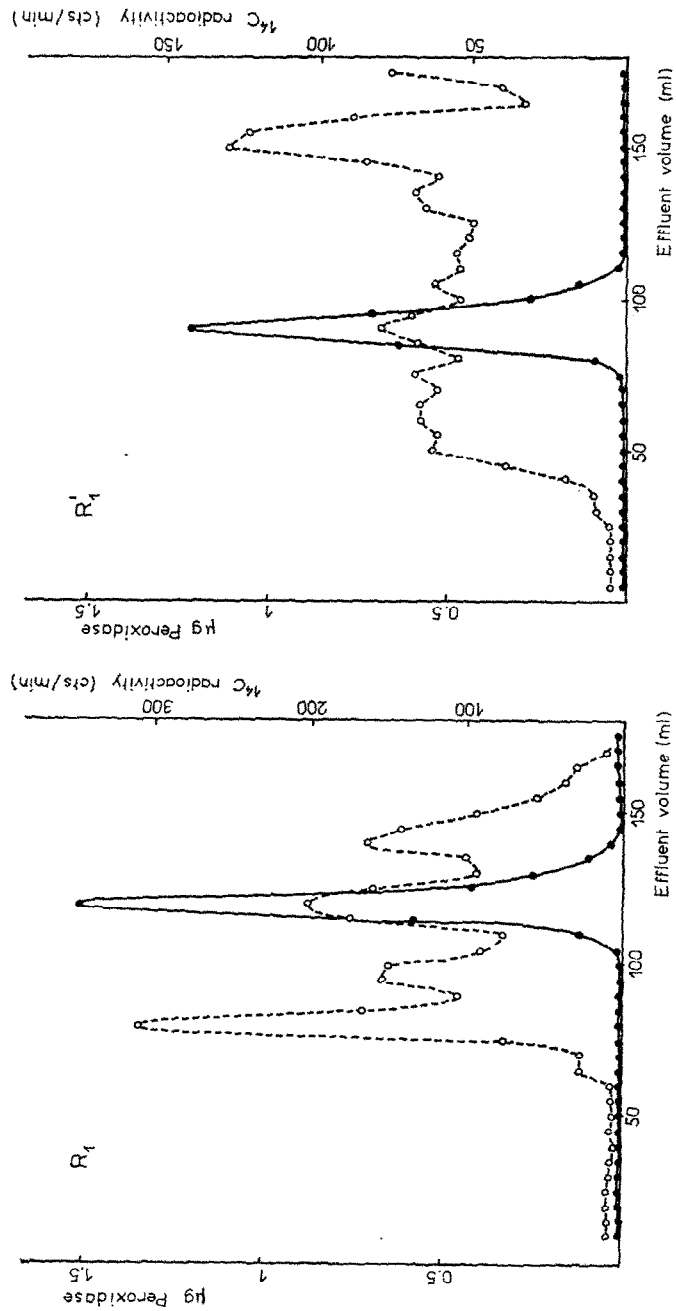 R₁
µg Peroxidase
1.5
1
0.5
50
100
150
Effluent volume (ml)
¹⁴C radioactivity (cts/min)
300
200
100
R'₁
µg Peroxidase
1.5
1
0.5
50
100
150
Effluent volume (ml)
¹⁴C radioactivity (cts/min)
150
100
50